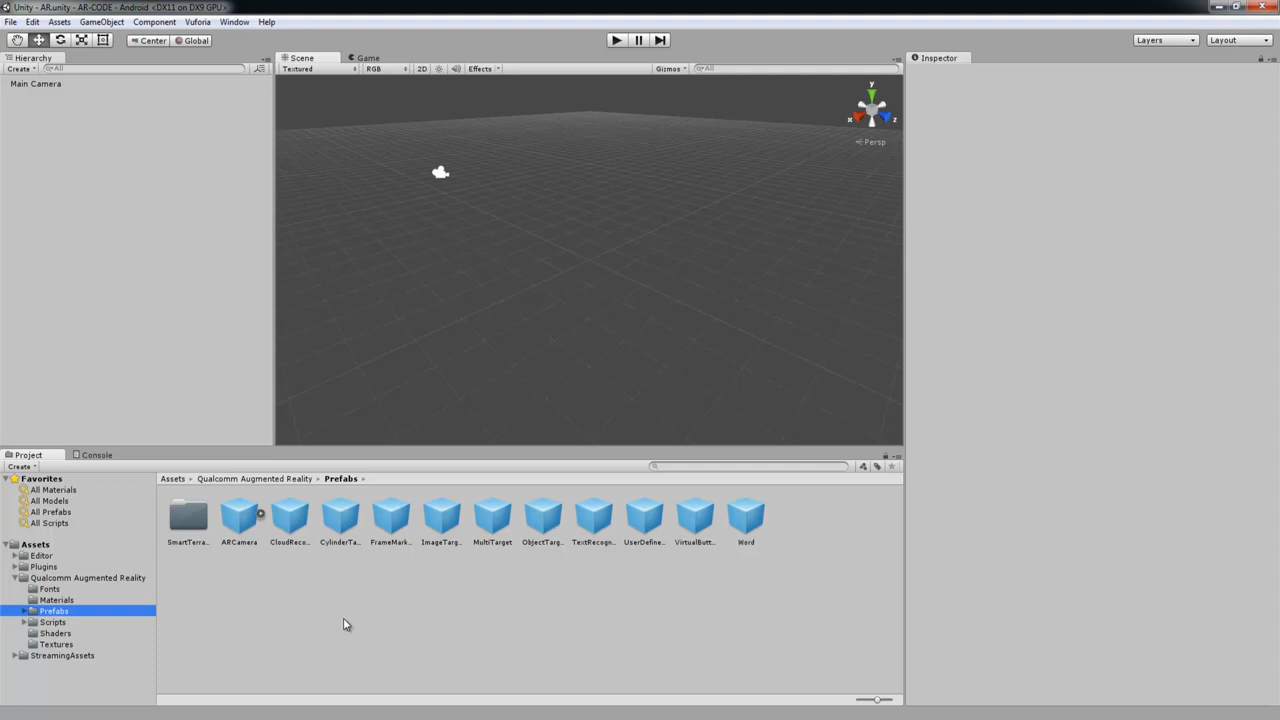 Unity - AR.unity - AR-CODE - Android <DX11 on DX9 GPU>
File Edit Assets GameObject Component Vuforia Window Help
Center Global Layers Layout
Hierarchy Scene Game Inspector
Create All Textured RGB 2D Effects Gizmos All
Main Camera
y
x z
Persp
Project Console
Create
Favorites Assets Qualcomm Augmented Reality Prefabs
All Materials
All Models
All Prefabs
All Scripts
SmartTerra... ARCamera CloudReco... CylinderTa... FrameMark... ImageTarg... MultiTarget ObjectTarg... TextRecogn... UserDefine... VirtualButt... Word
Assets
Editor
Plugins
Qualcomm Augmented Reality
Fonts
Materials
Prefabs
Scripts
Shaders
Textures
StreamingAssets